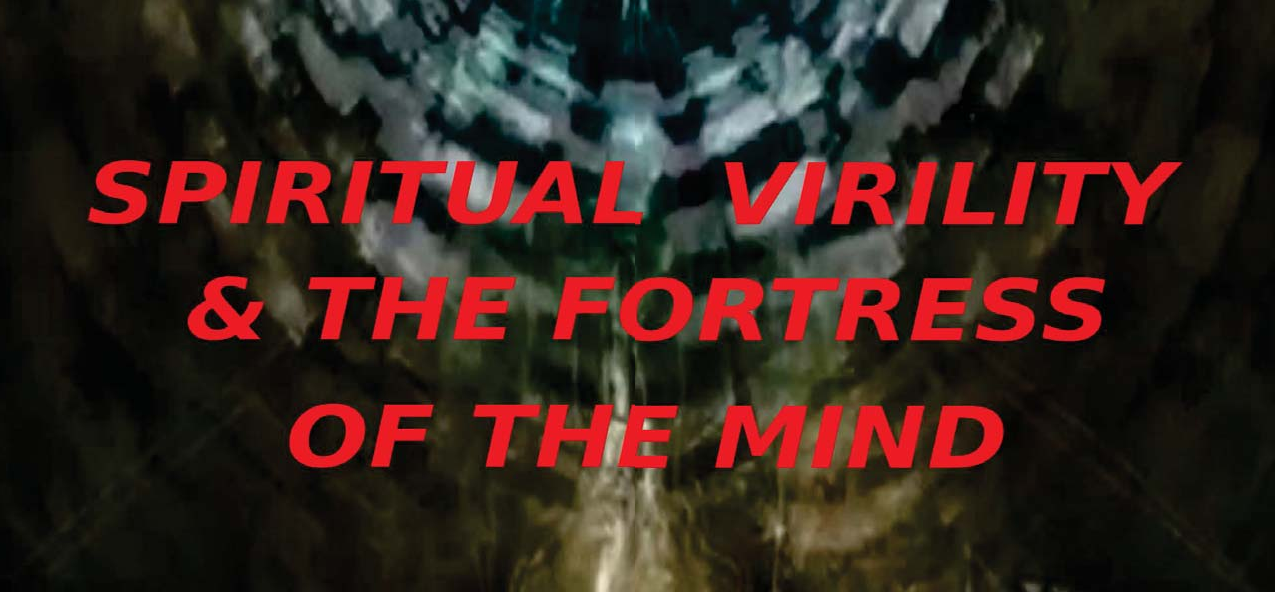 SPIRITUAL VIRILITY
& THE FORTRESS
OF THE MIND